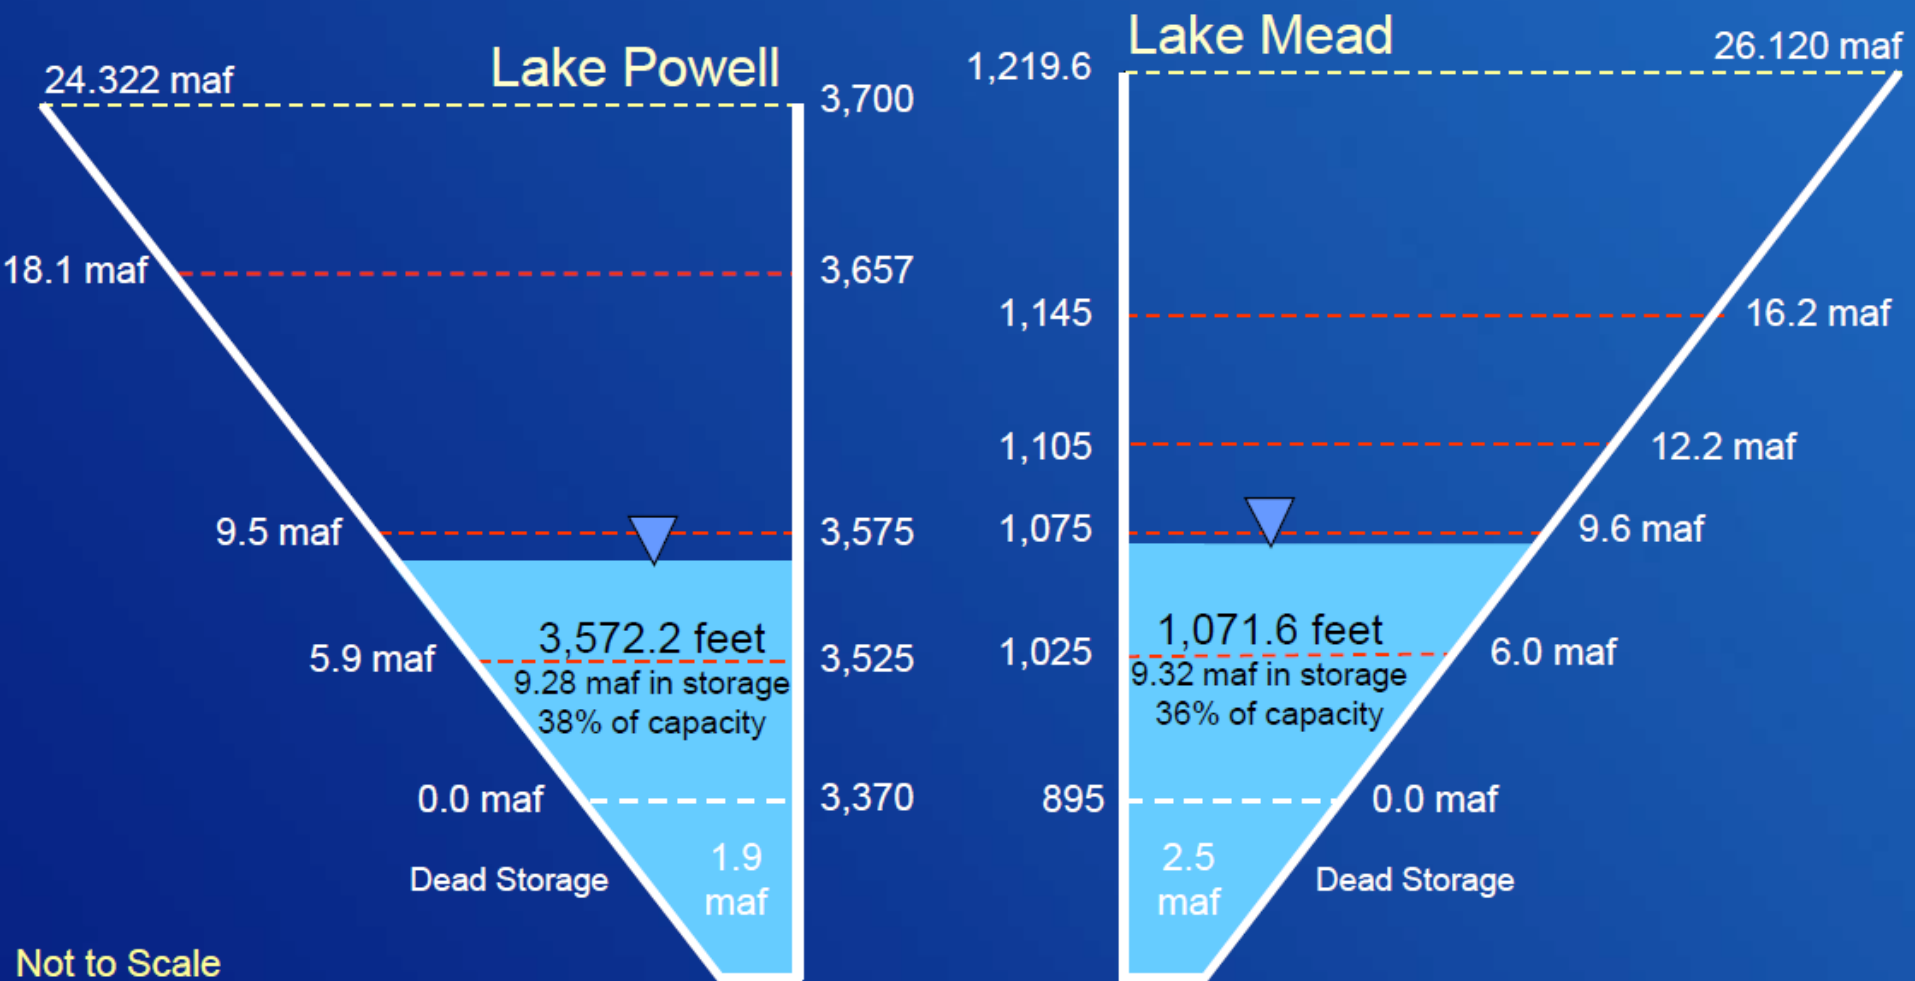 Lake Powell
24.322 maf
3,700
18.1 maf
3,657
9.5 maf
3,575
3,572.2 feet
5.9 maf
3,525
9.28 maf in storage
38% of capacity
0.0 maf
3,370
1.9
maf
Dead Storage
Not to Scale
Lake Mead
1,219.6
26.120 maf
1,145
16.2 maf
1,105
12.2 maf
1,075
9.6 maf
1,071.6 feet
1,025
6.0 maf
9.32 maf in storage
36% of capacity
895
0.0 maf
2.5
maf
Dead Storage